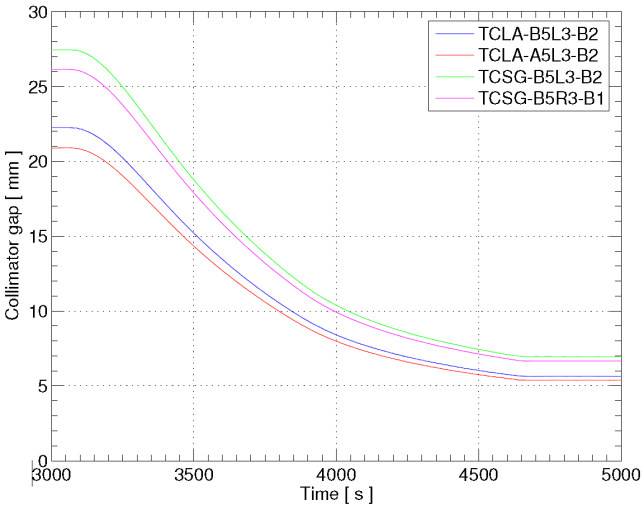 30
25
20
15
10
5
0
Collimator gap [ mm ]
TCLA-B5L3-B2
TCLA-A5L3-B2
TCSG-B5L3-B2
TCSG-B5R3-B1
3000 3500 4000 4500 5000
Time [ s ]